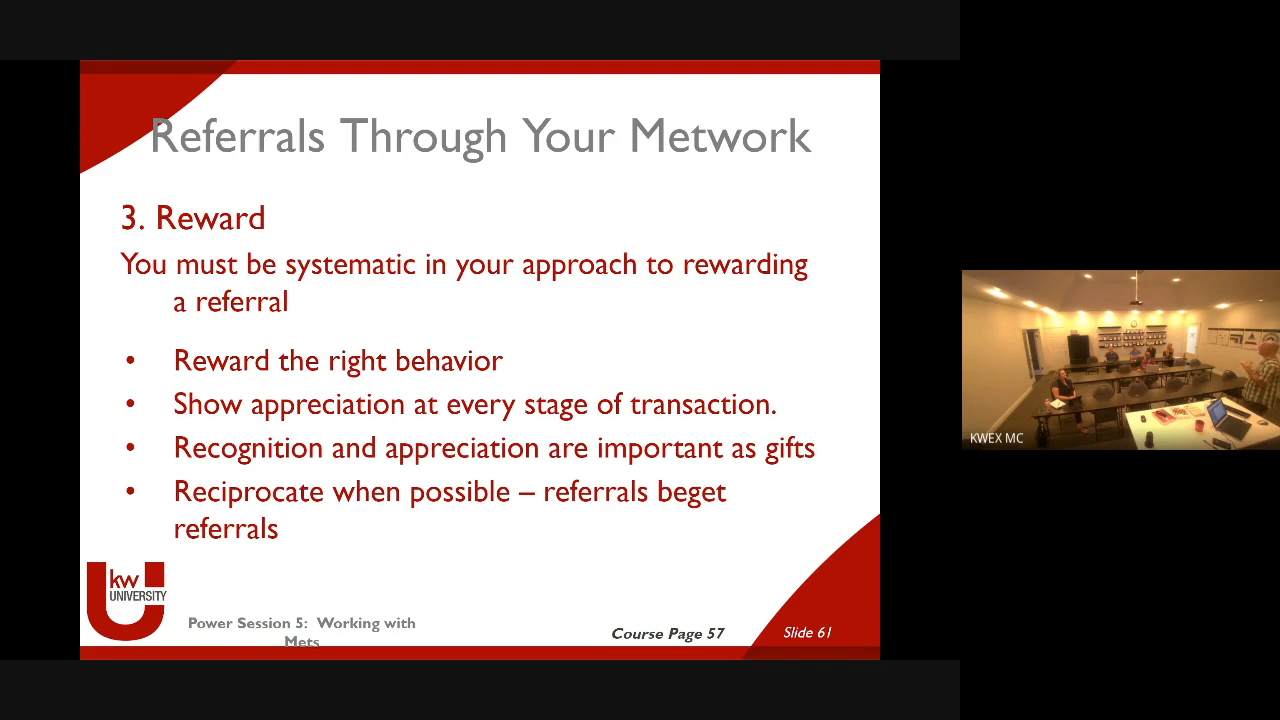 Referrals Through Your Metwork
3. Reward
You must be systematic in your approach to rewarding
a referral
• Reward the right behavior
• Show appreciation at every stage of transaction.
• Recognition and appreciation are important as gifts
• Reciprocate when possible – referrals beget
referrals
kw
UNIVERSITY
Power Session 5: Working with
Mets
Course Page 57
Slide 61
KWEX MC